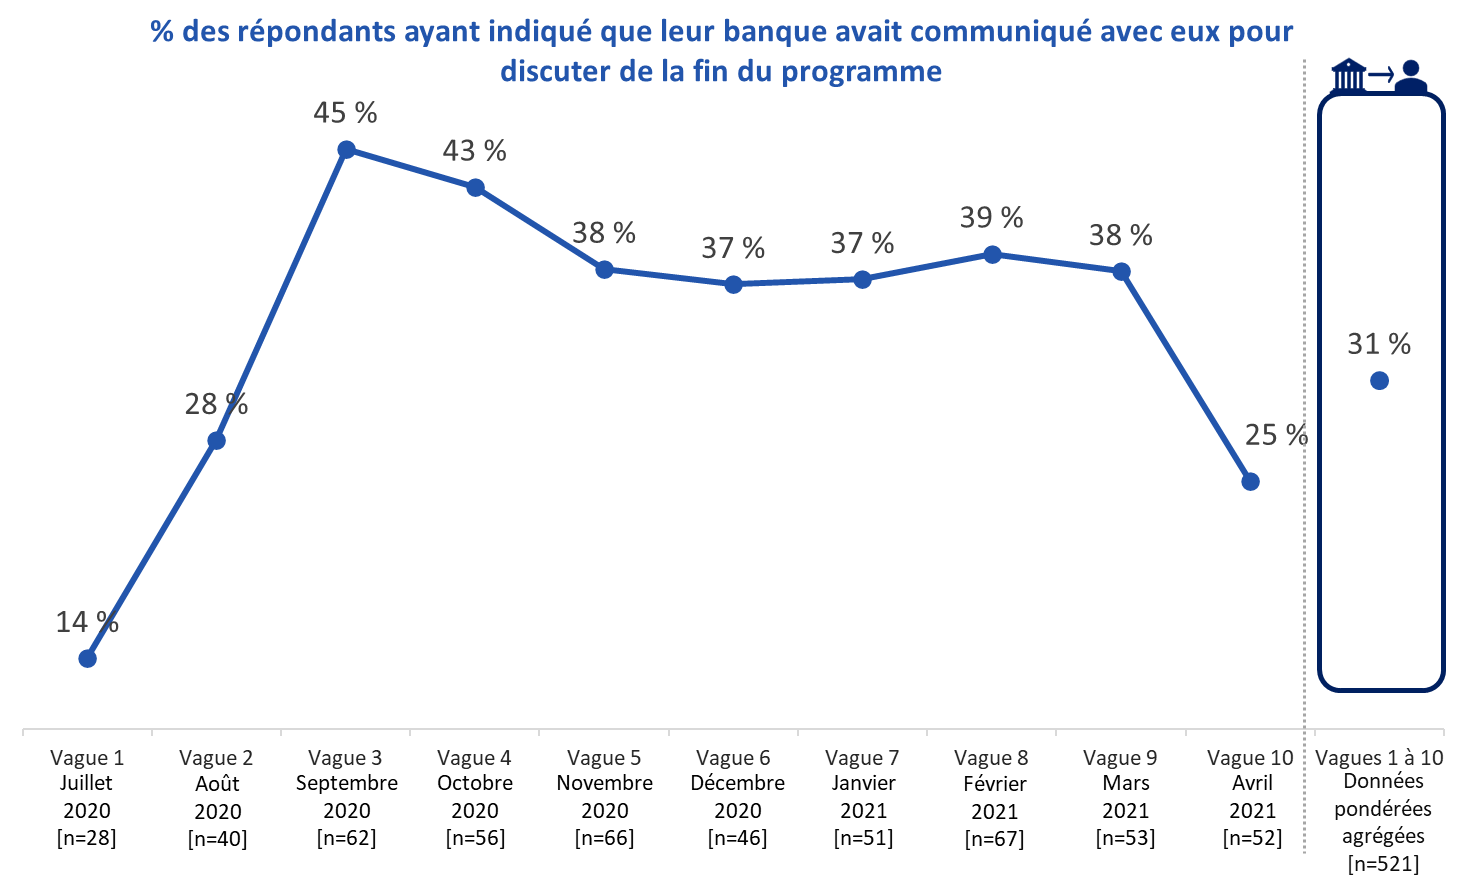 % des répondants ayant indiqué que leur banque avait communiqué avec eux pour
discuter de la fin du programme
45 %
43 %
38 %
37 %
37 %
39 %
38 %
31 %
28 %
25 %
14 %
Vague 1
Juillet
2020
[n=28]
Vague 2
Août
2020
[n=40]
Vague 3
Septembre
2020
[n=62]
Vague 4
Octobre
2020
[n=56]
Vague 5
Novembre
2020
[n=66]
Vague 6
Décembre
2020
[n=46]
Vague 7
Janvier
2021
[n=51]
Vague 8
Février
2021
[n=67]
Vague 9
Mars
2021
[n=53]
Vague 10
Avril
2021
[n=52]
Vagues 1 à 10
Données
pondérées
agrégées
[n=521]